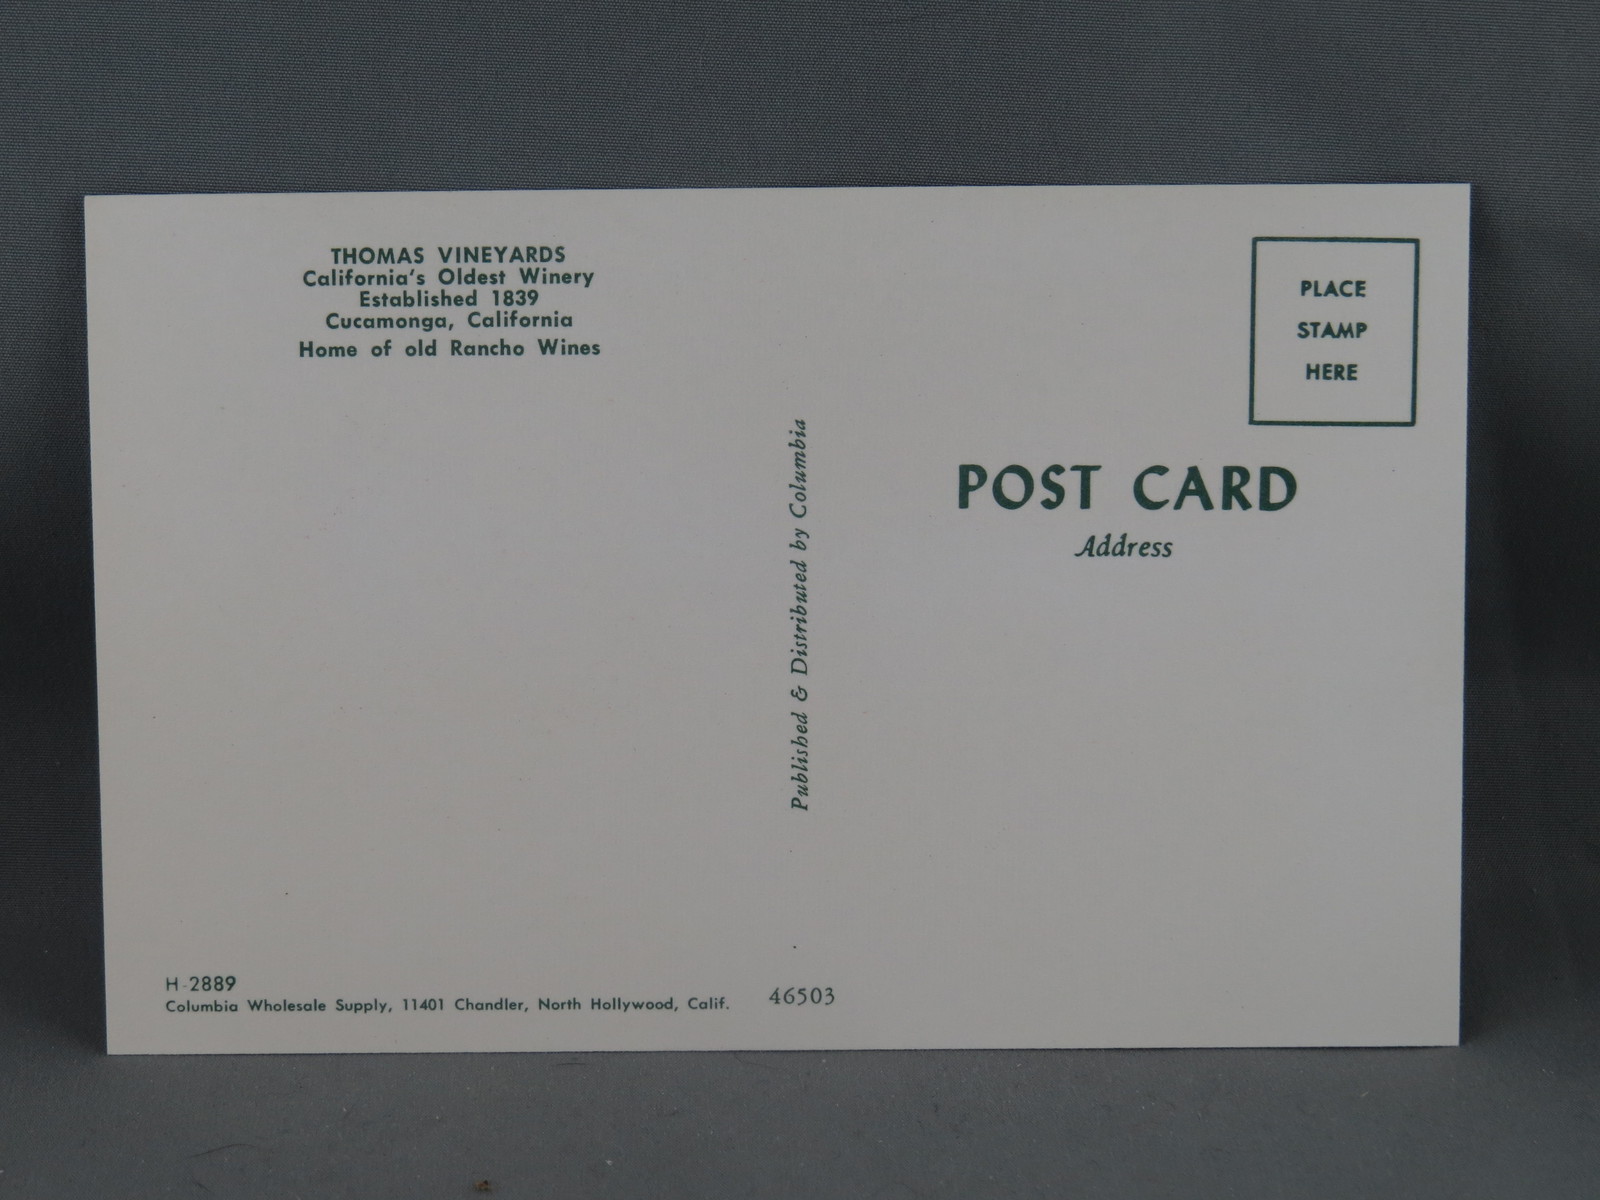 THOMAS VINEYARDS
California's Oldest Winery
Established 1839
Cucamonga, California
Home of old Rancho Wines
PLACE
STAMP
HERE
POST CARD
Address
Published & Distributed by Columbia
H-2889
Columbia Wholesale Supply, 11401 Chandler, North Hollywood, Calif.
46503